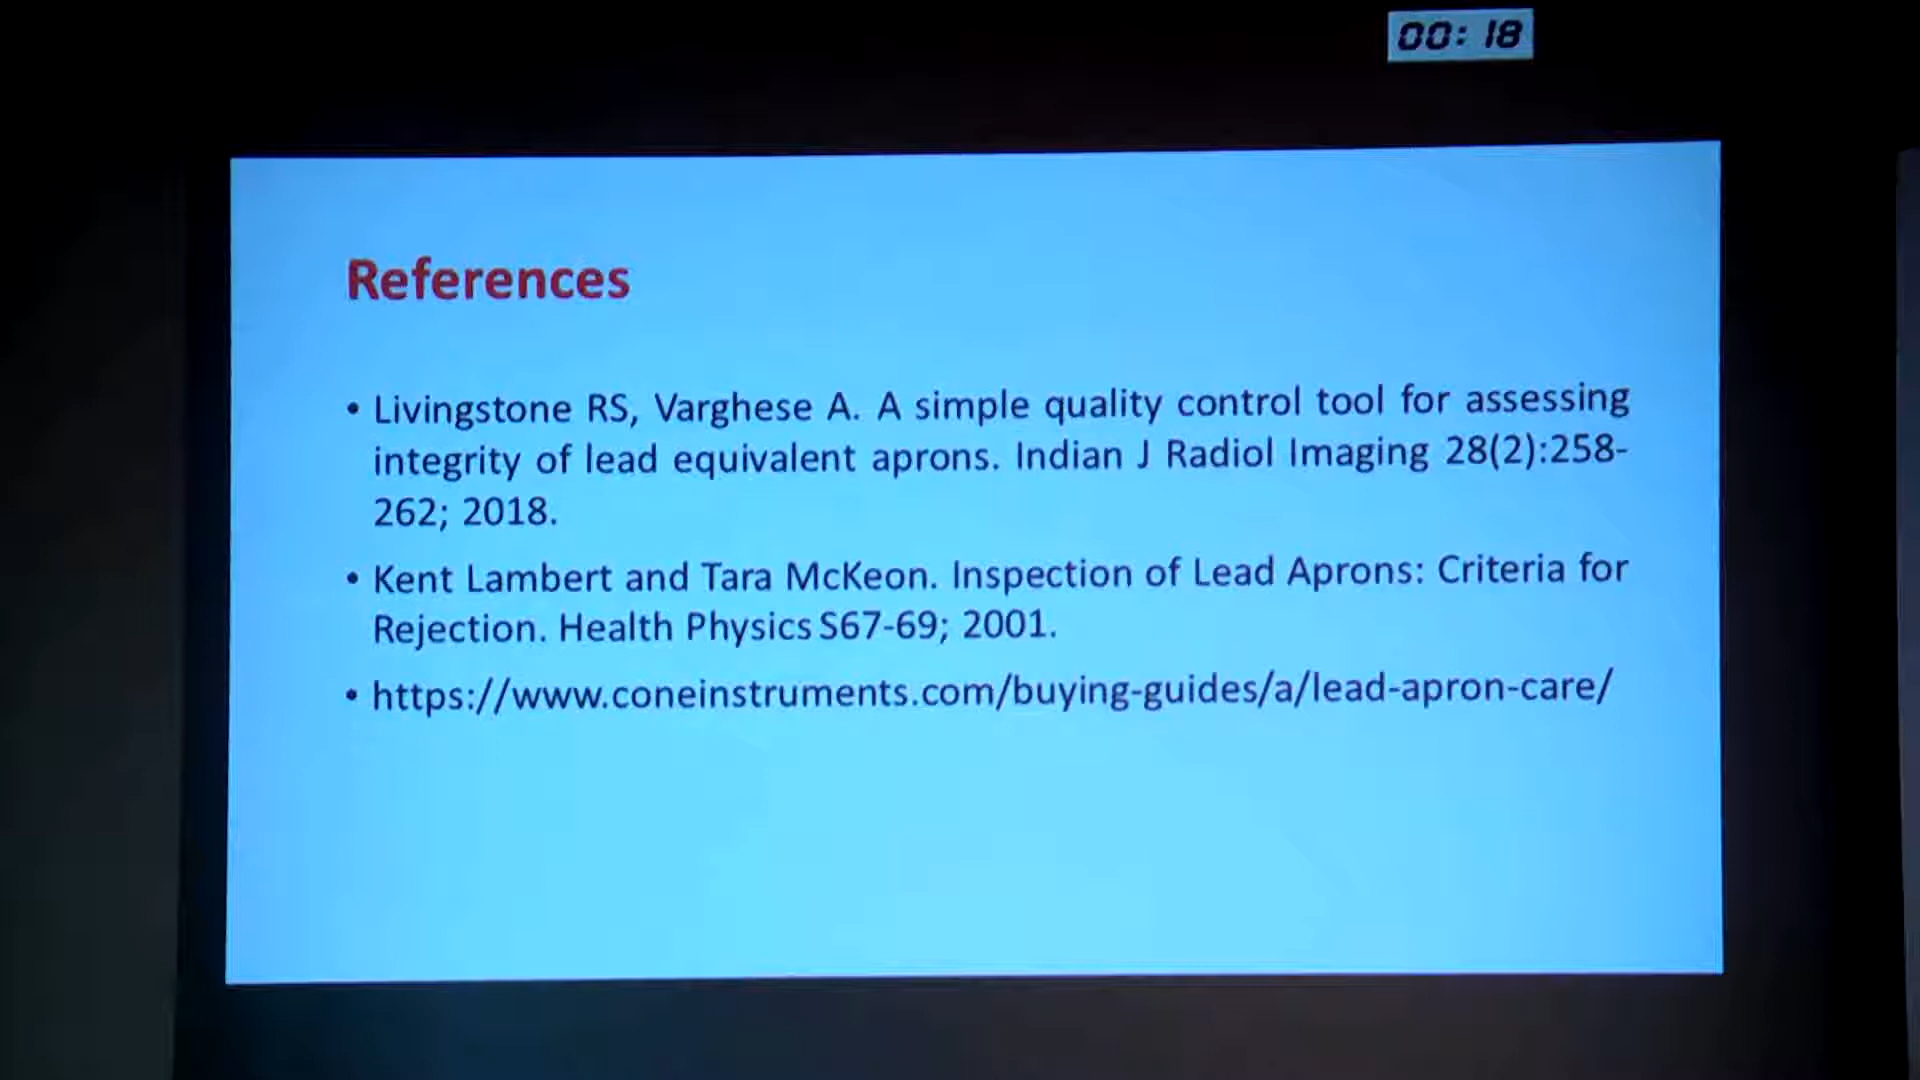 00: 18
References
• Livingstone RS, Varghese A. A simple quality control tool for assessing
integrity of lead equivalent aprons. Indian J Radiol Imaging 28(2):258-
262; 2018.
• Kent Lambert and Tara McKeon. Inspection of Lead Aprons: Criteria for
Rejection. Health Physics S67-69; 2001.
• https://www.coneinstruments.com/buying-guides/a/lead-apron-care/